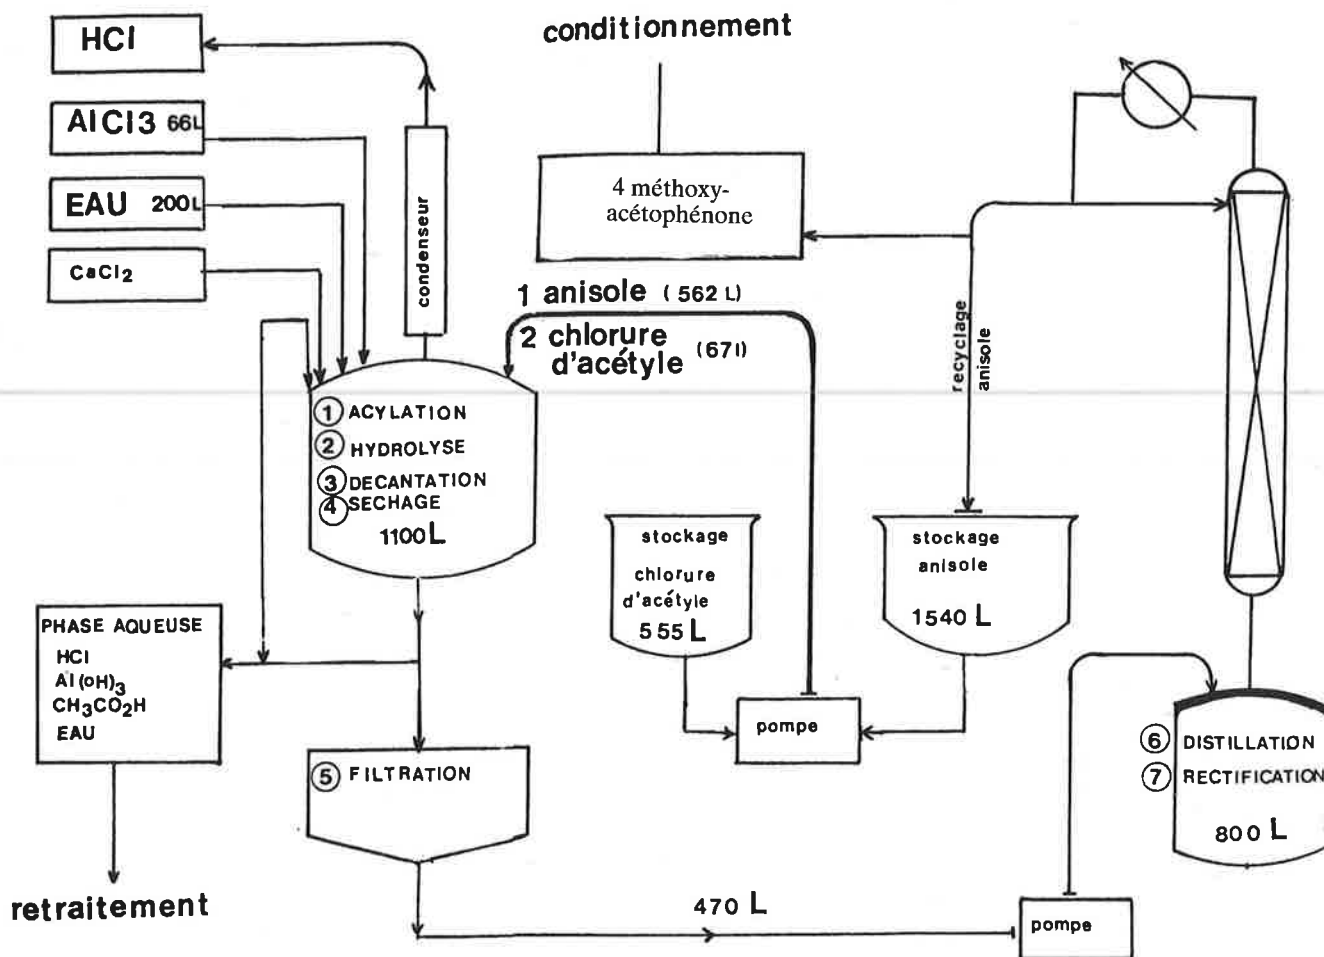 HCl
conditionnement
AlCl3 66L
EAU 200L
CaCl2
condenseur
4 méthoxy-
acétophénone
1 anisole (562 L)
2 chlorure
d'acétyle (67l)
recyclage
anisole
1 ACYLATION
2 HYDROLYSE
3 DECANTATION
4 SECHAGE
1100L
stockage
chlorure
d'acétyle
555 L
stockage
anisole
1540 L
PHASE AQUEUSE
HCl
Al(OH)3
CH3CO2H
EAU
pompe
5 FILTRATION
6 DISTILLATION
7 RECTIFICATION
800 L
retraitement
470 L
pompe